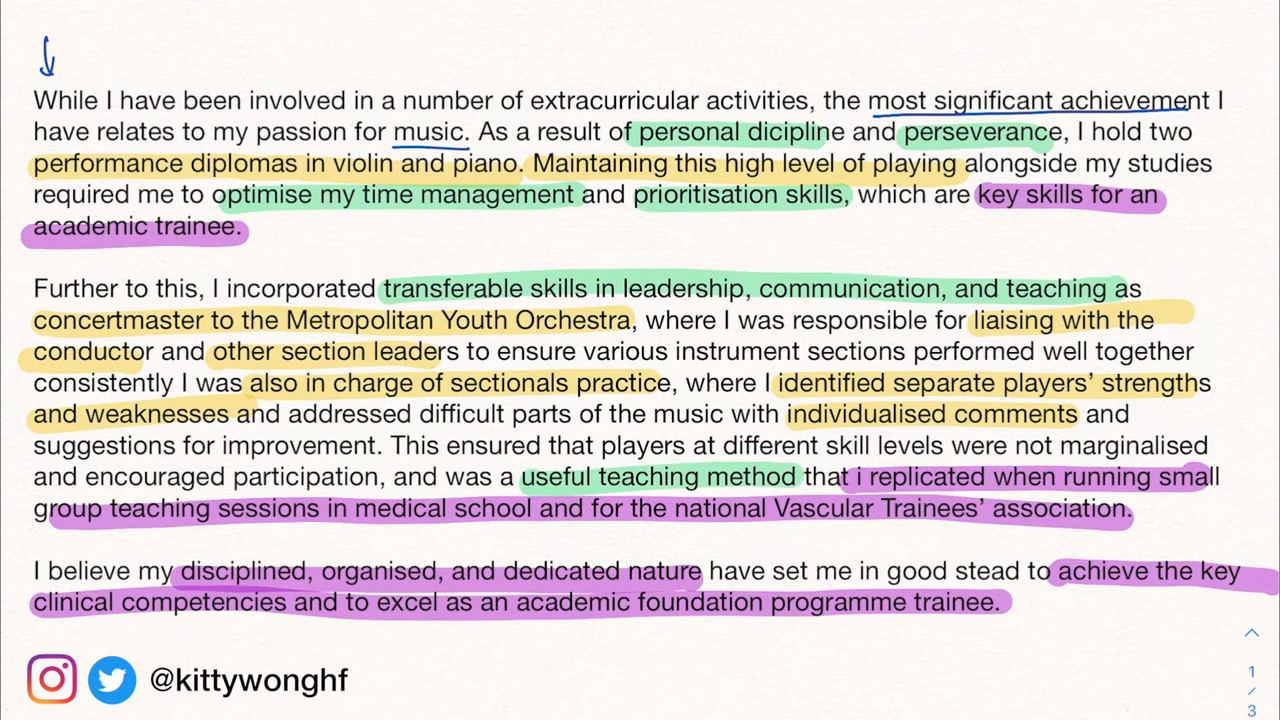 While I have been involved in a number of extracurricular activities, the most significant achievement I
have relates to my passion for music. As a result of personal dicipline and perseverance, I hold two
performance diplomas in violin and piano. Maintaining this high level of playing alongside my studies
required me to optimise my time management and prioritisation skills, which are key skills for an
academic trainee.
Further to this, I incorporated transferable skills in leadership, communication, and teaching as
concertmaster to the Metropolitan Youth Orchestra, where I was responsible for liaising with the
conductor and other section leaders to ensure various instrument sections performed well together
consistently I was also in charge of sectionals practice, where I identified separate players’ strengths
and weaknesses and addressed difficult parts of the music with individualised comments and
suggestions for improvement. This ensured that players at different skill levels were not marginalised
and encouraged participation, and was a useful teaching method that i replicated when running small
group teaching sessions in medical school and for the national Vascular Trainees’ association.
I believe my disciplined, organised, and dedicated nature have set me in good stead to achieve the key
clinical competencies and to excel as an academic foundation programme trainee.
@kittywonghf
1
/
3